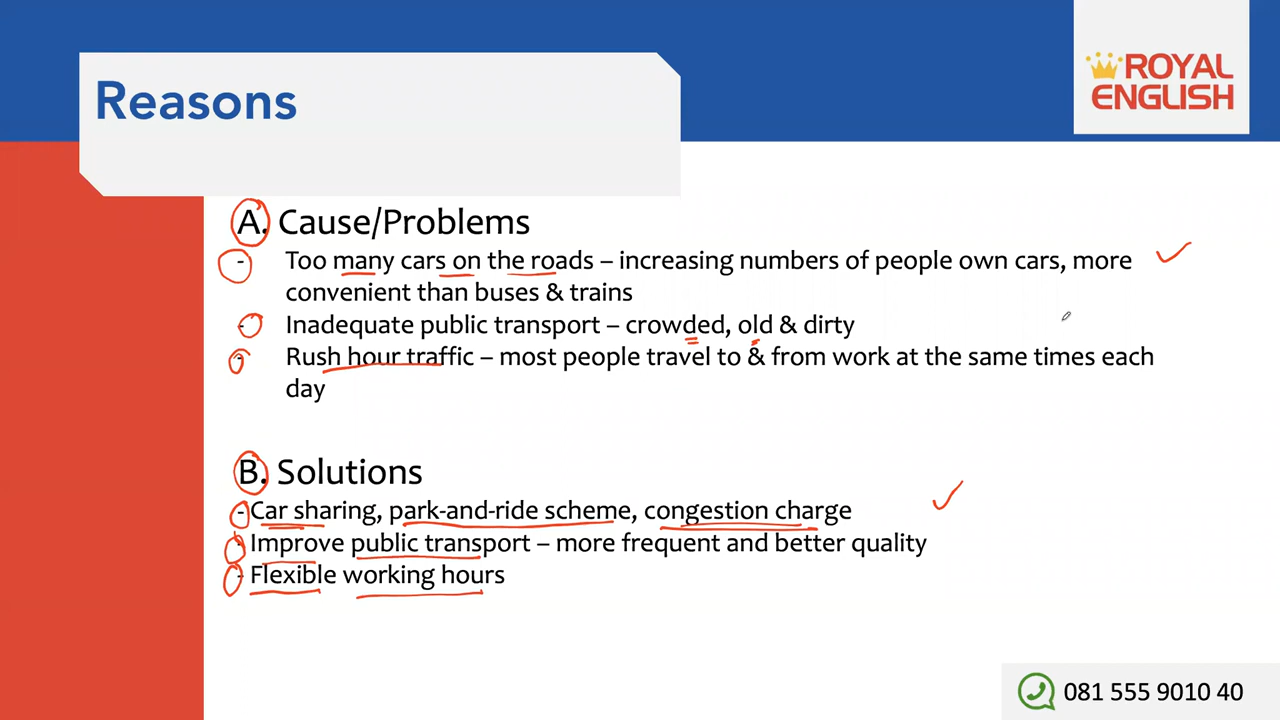 Reasons
ROYAL
ENGLISH
A. Cause/Problems
- Too many cars on the roads – increasing numbers of people own cars, more
convenient than buses & trains
- Inadequate public transport – crowded, old & dirty
- Rush hour traffic – most people travel to & from work at the same times each
day
B. Solutions
- Car sharing, park-and-ride scheme, congestion charge
- Improve public transport – more frequent and better quality
- Flexible working hours
081 555 9010 40